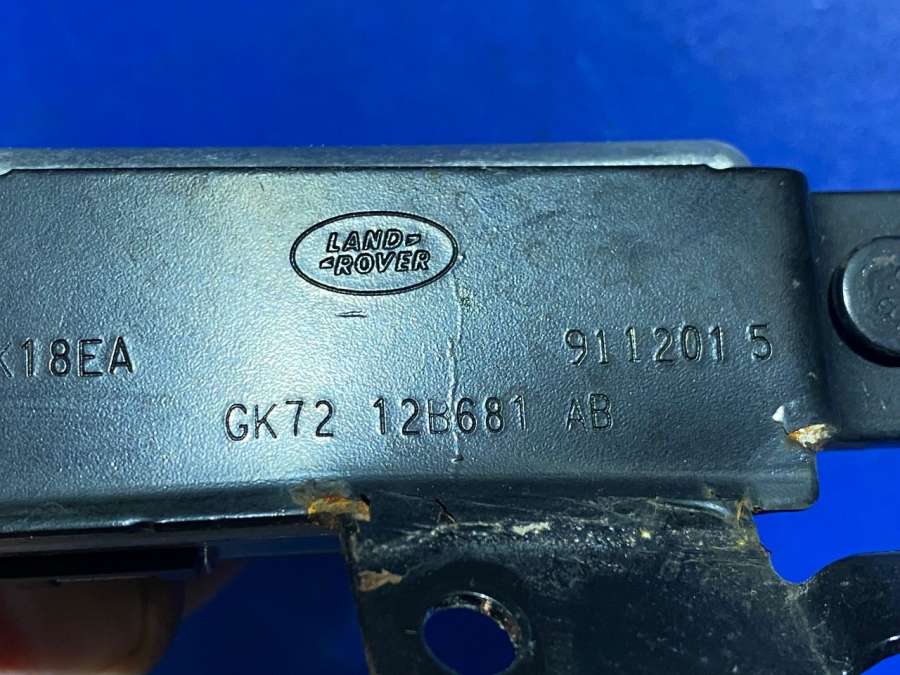 LAND
ROVER
K18EA 911201 5
GK72 12B681 AB